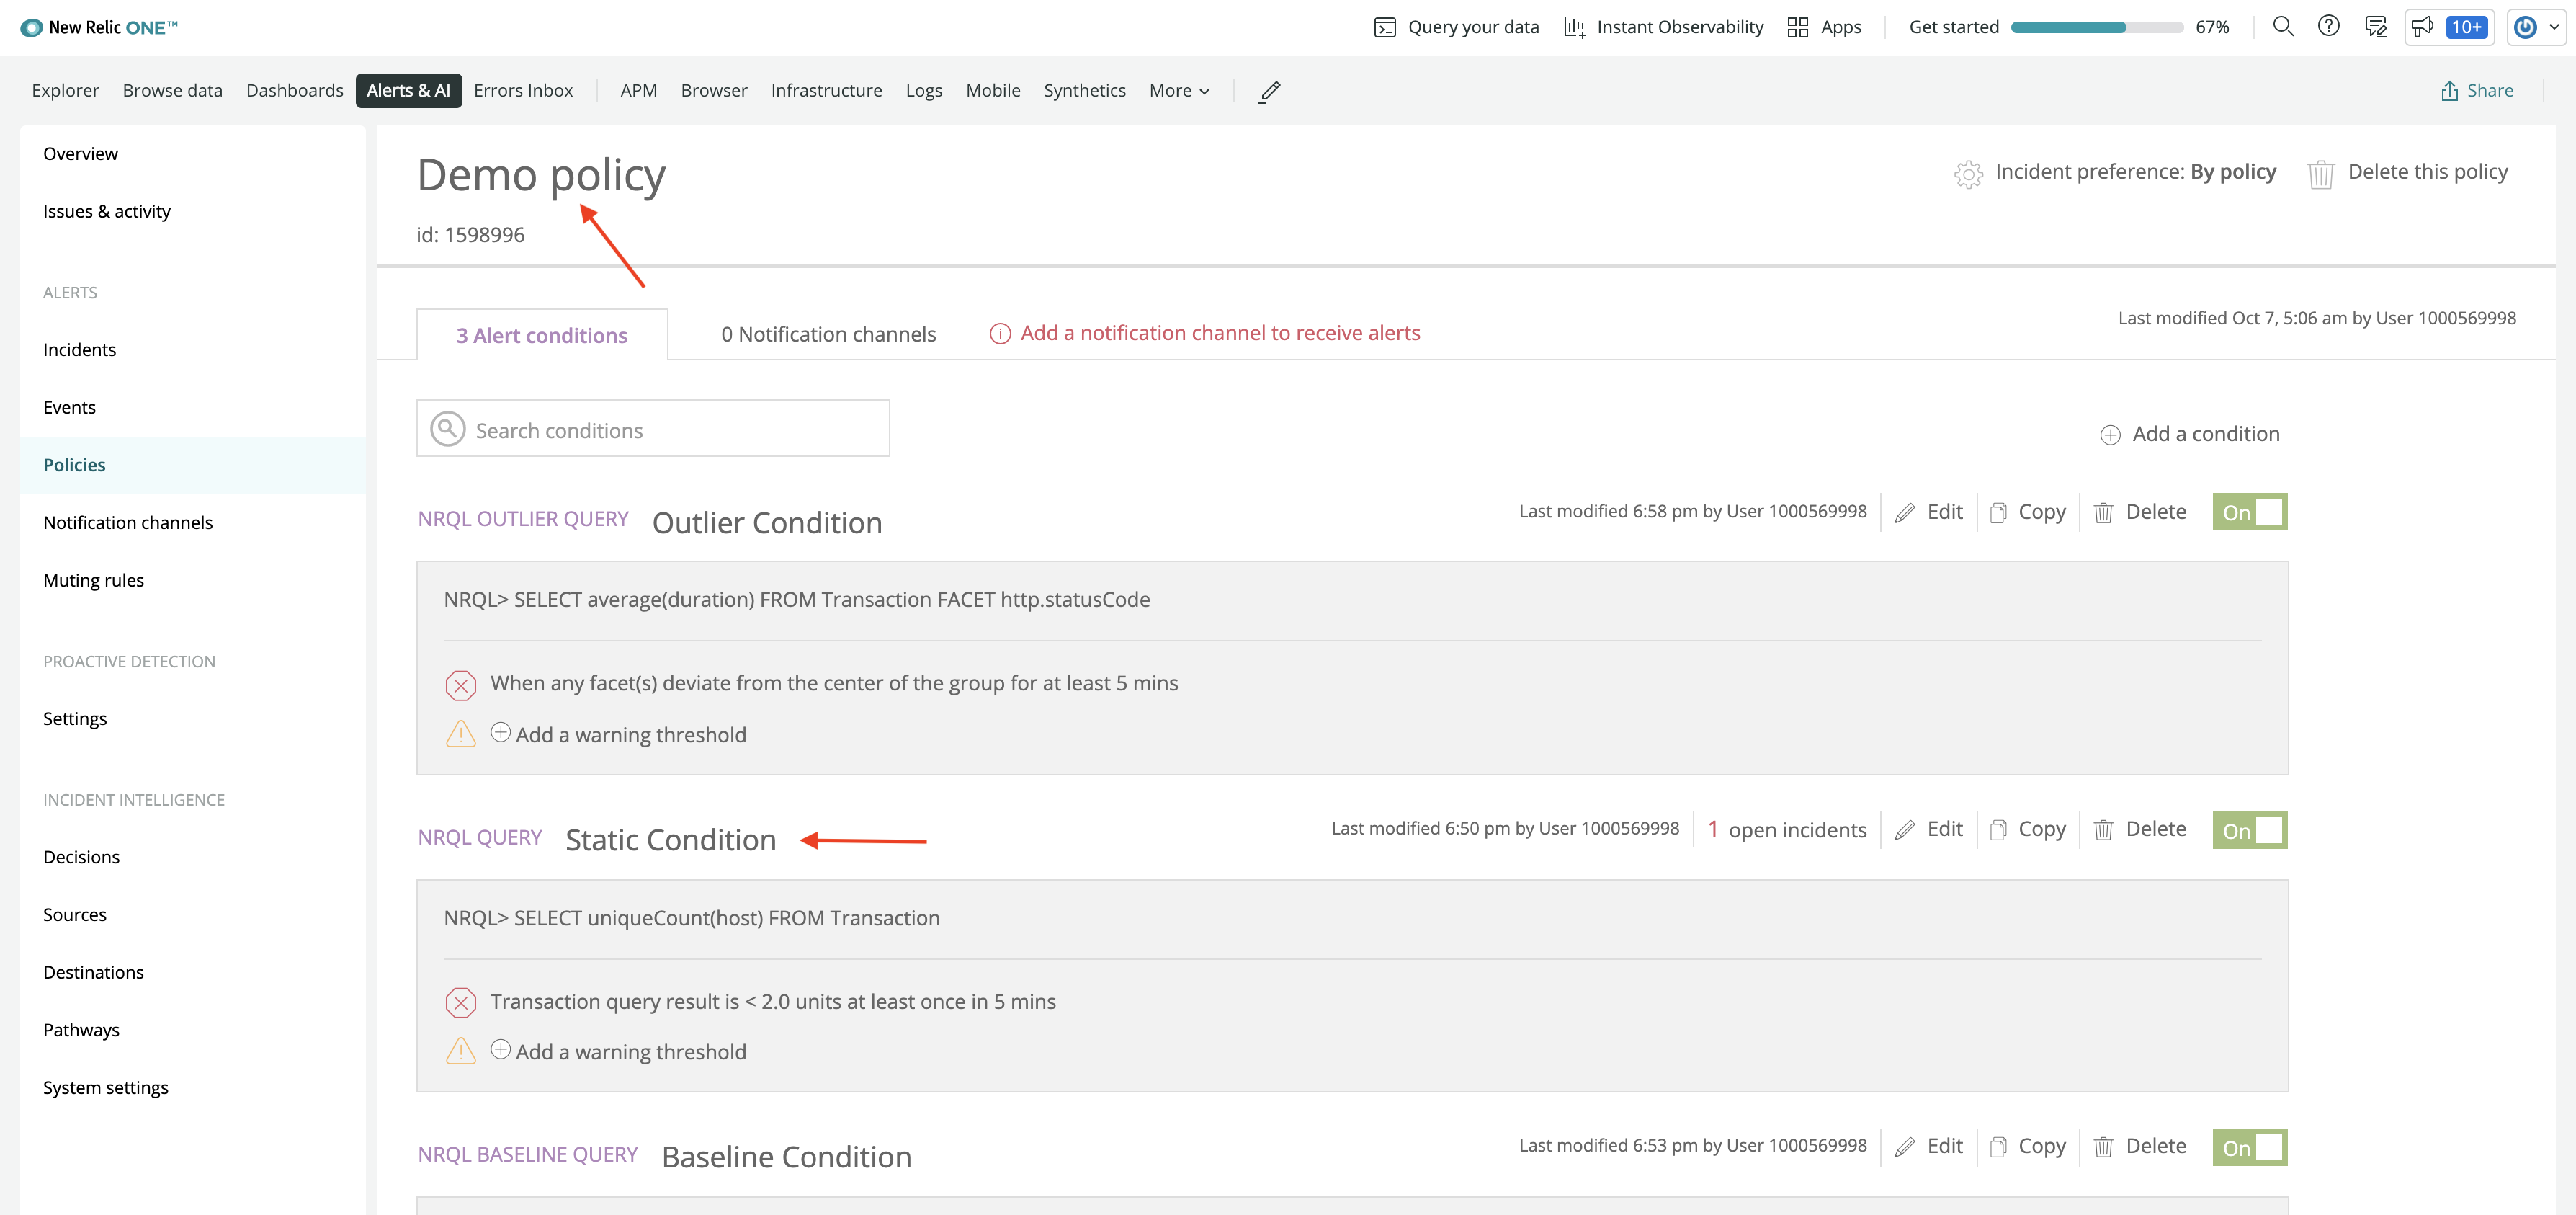 New Relic ONE™
Query your data
Instant Observability
Apps
Get started
67%
10+
Explorer
Browse data
Dashboards
Alerts & AI
Errors Inbox
APM
Browser
Infrastructure
Logs
Mobile
Synthetics
More
Share
Overview
Issues & activity
ALERTS
Incidents
Events
Policies
Notification channels
Muting rules
PROACTIVE DETECTION
Settings
INCIDENT INTELLIGENCE
Decisions
Sources
Destinations
Pathways
System settings
Demo policy
id: 1598996
Incident preference: By policy
Delete this policy
3 Alert conditions
0 Notification channels
Add a notification channel to receive alerts
Last modified Oct 7, 5:06 am by User 1000569998
Search conditions
Add a condition
NRQL OUTLIER QUERY Outlier Condition
Last modified 6:58 pm by User 1000569998
Edit
Copy
Delete
On
NRQL> SELECT average(duration) FROM Transaction FACET http.statusCode
When any facet(s) deviate from the center of the group for at least 5 mins
Add a warning threshold
NRQL QUERY Static Condition
Last modified 6:50 pm by User 1000569998
1 open incidents
Edit
Copy
Delete
On
NRQL> SELECT uniqueCount(host) FROM Transaction
Transaction query result is < 2.0 units at least once in 5 mins
Add a warning threshold
NRQL BASELINE QUERY Baseline Condition
Last modified 6:53 pm by User 1000569998
Edit
Copy
Delete
On